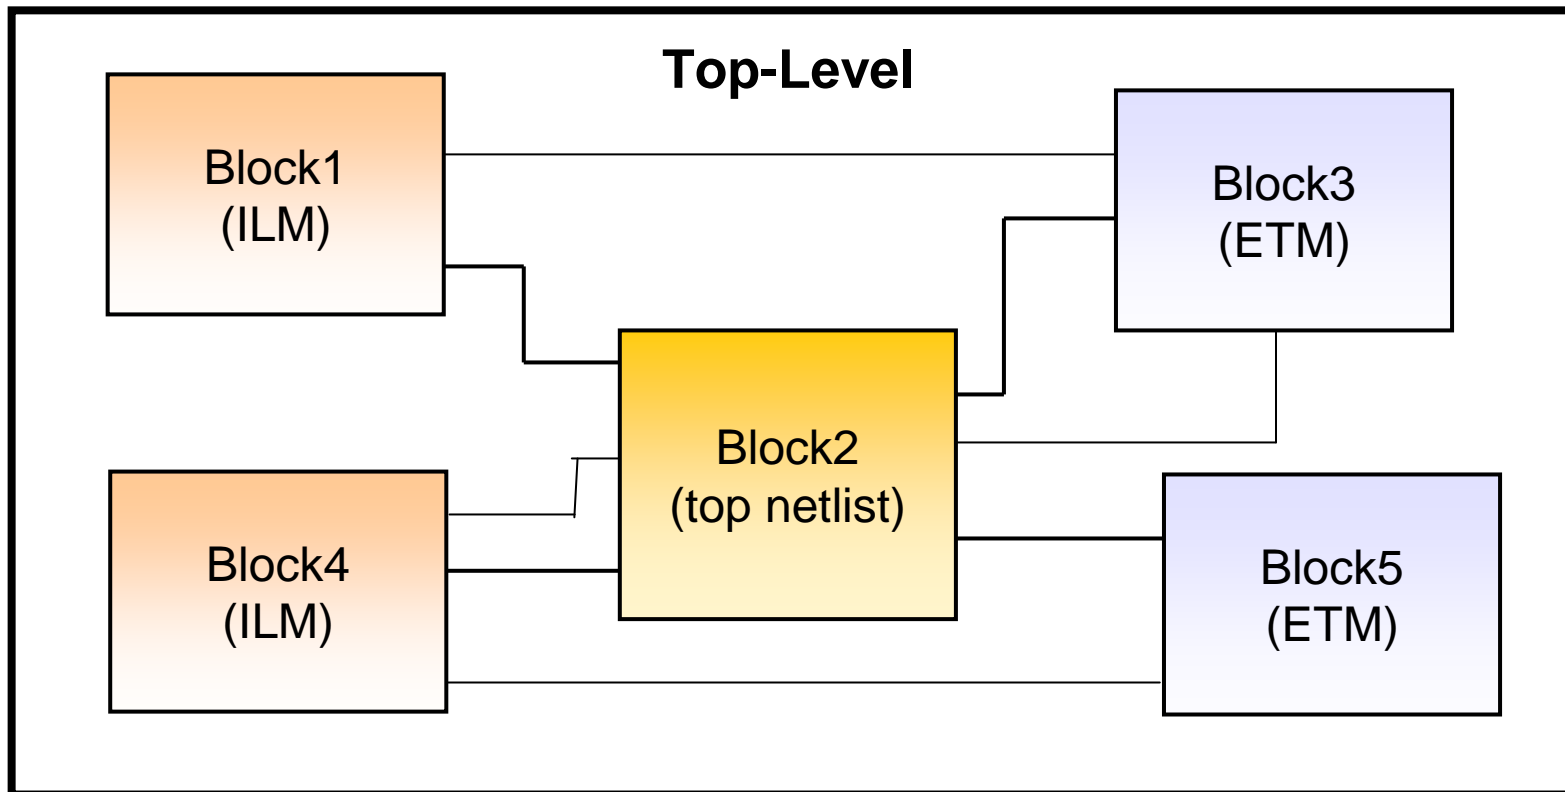 Top-Level
Block1
(ILM)
Block3
(ETM)
Block2
(top netlist)
Block4
(ILM)
Block5
(ETM)